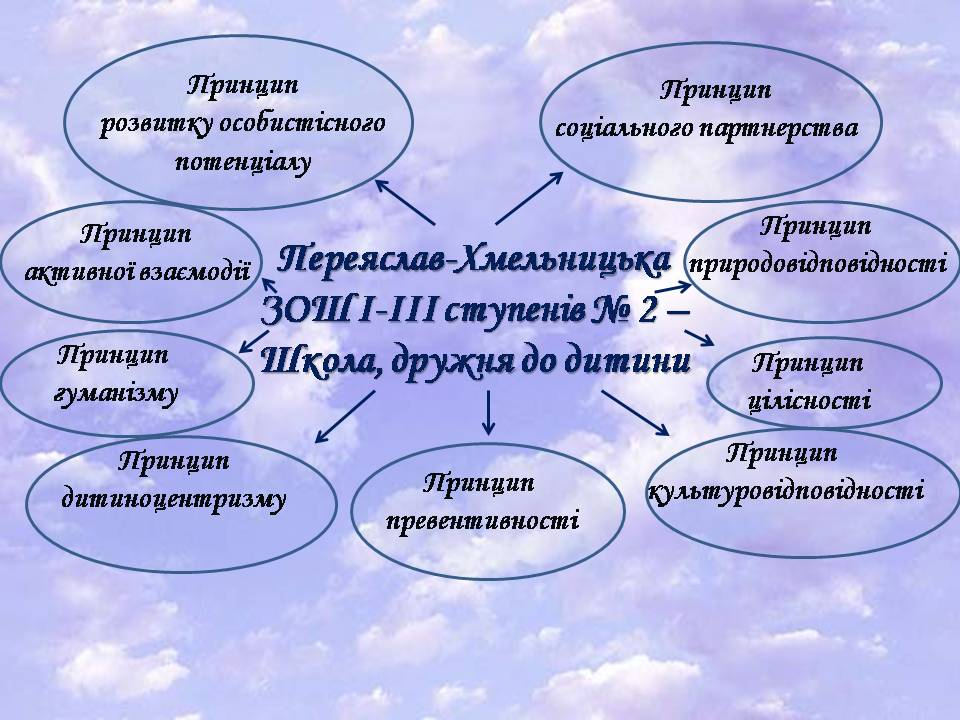 Принцип
розвитку особистісного
потенціалу
Принцип
соціального партнерства
Принцип
активної взаємодії
Принцип
природовідповідності
Переяслав-Хмельницька
ЗОШ І-ІІІ ступенів № 2 –
Школа, дружня до дитини
Принцип
гуманізму
Принцип
цілісності
Принцип
дитиноцентризму
Принцип
превентивності
Принцип
культуровідповідності